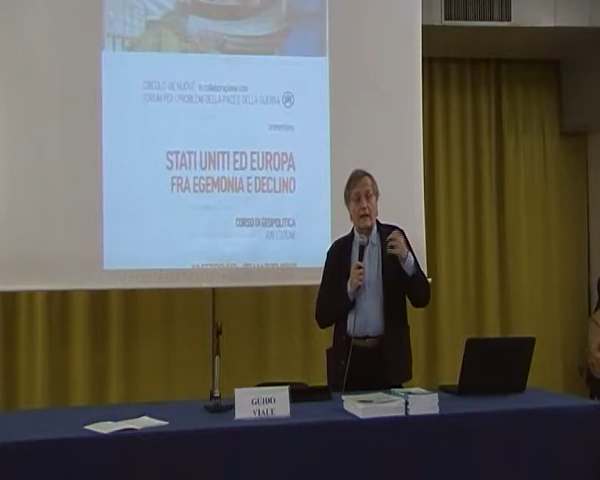 CIRCOLO VIE NUOVE, in collaborazione con
FORUM PER I PROBLEMI DELLA PACE E DELLA GUERRA
presentano
STATI UNITI ED EUROPA
FRA EGEMONIA E DECLINO
CORSO DI GEOPOLITICA
GUIDO
VIALE